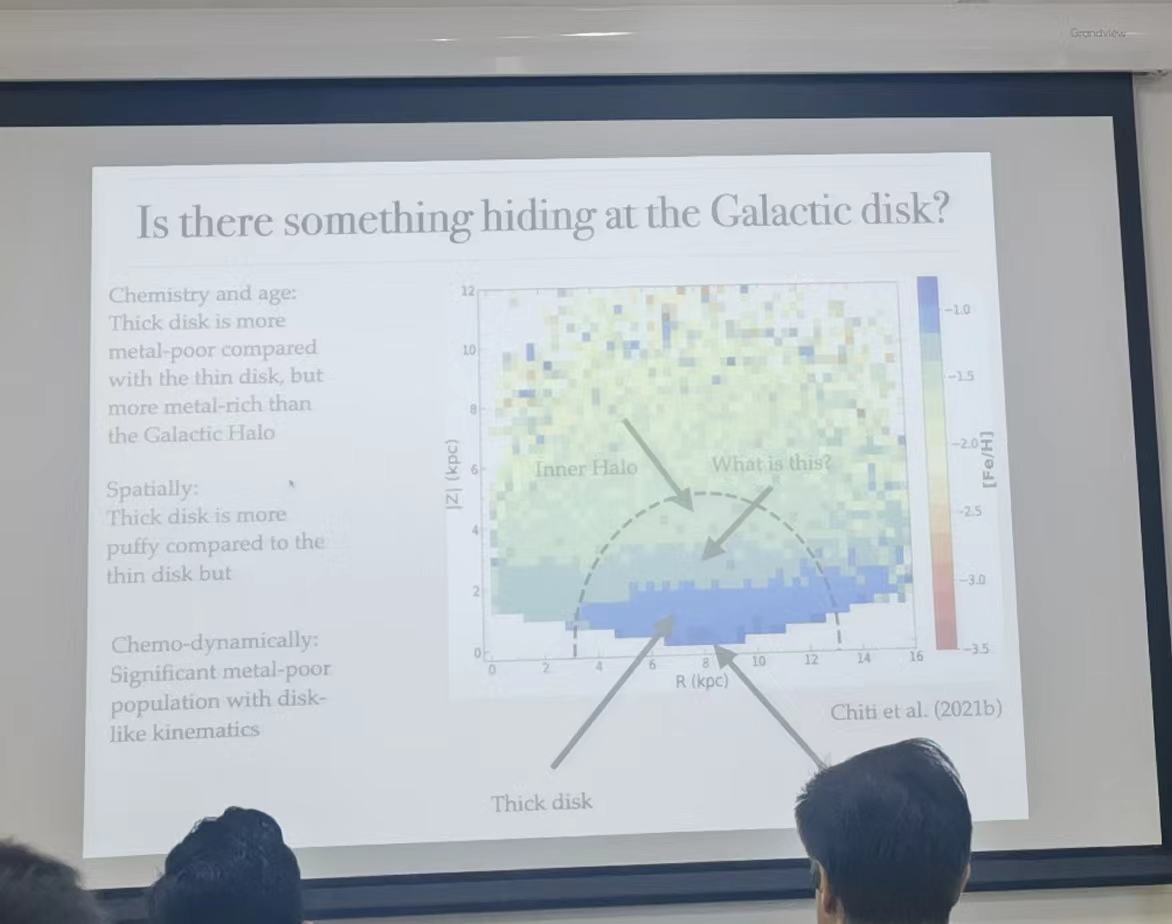 Grandview
Is there something hiding at the Galactic disk?
Chemistry and age:
Thick disk is more
metal-poor compared
with the thin disk, but
more metal-rich than
the Galactic Halo
Spatially:
Thick disk is more
puffy compared to the
thin disk but
Chemo-dynamically:
Significant metal-poor
population with disk-
like kinematics
12
10
8
6
4
2
0
|Z| (kpc)
Inner Halo
What is this?
0 2 4 6 8 10 12 14 16
R (kpc)
−1.0
−1.5
−2.0
−2.5
−3.0
−3.5
[Fe/H]
Chiti et al. (2021b)
Thick disk